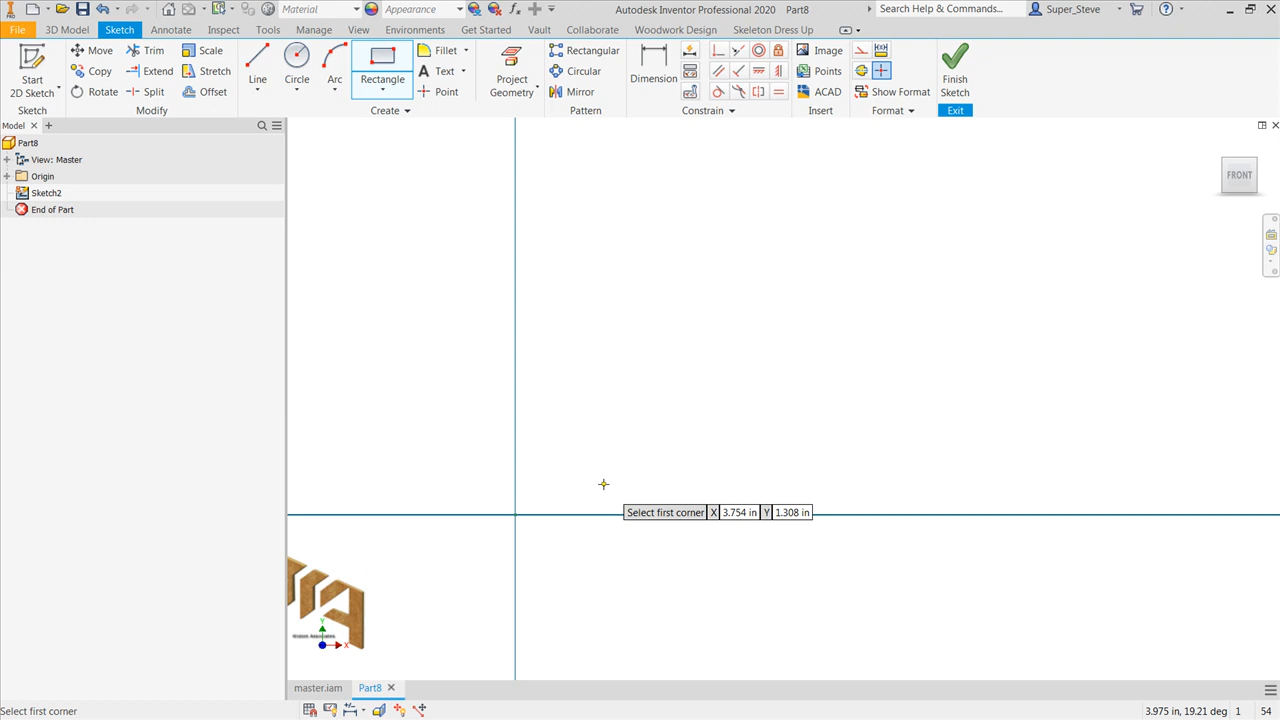 Material
Appearance
Autodesk Inventor Professional 2020 Part8
Search Help & Commands...
Super_Steve
File
3D Model
Sketch
Annotate
Inspect
Tools
Manage
View
Environments
Get Started
Vault
Collaborate
Woodwork Design
Skeleton Dress Up
Start
2D Sketch
Sketch
Move
Copy
Rotate
Trim
Extend
Split
Scale
Stretch
Offset
Modify
Line
Circle
Arc
Rectangle
Fillet
Text
Point
Create
Project
Geometry
Rectangular
Circular
Mirror
Pattern
Dimension
Constrain
Image
Points
ACAD
Insert
Show Format
Format
Finish
Sketch
Exit
Model
Part8
View: Master
Origin
Sketch2
End of Part
FRONT
Select first corner X 3.754 in Y 1.308 in
Y
X
master.iam
Part8
Select first corner
3.975 in, 19.21 deg 1 54